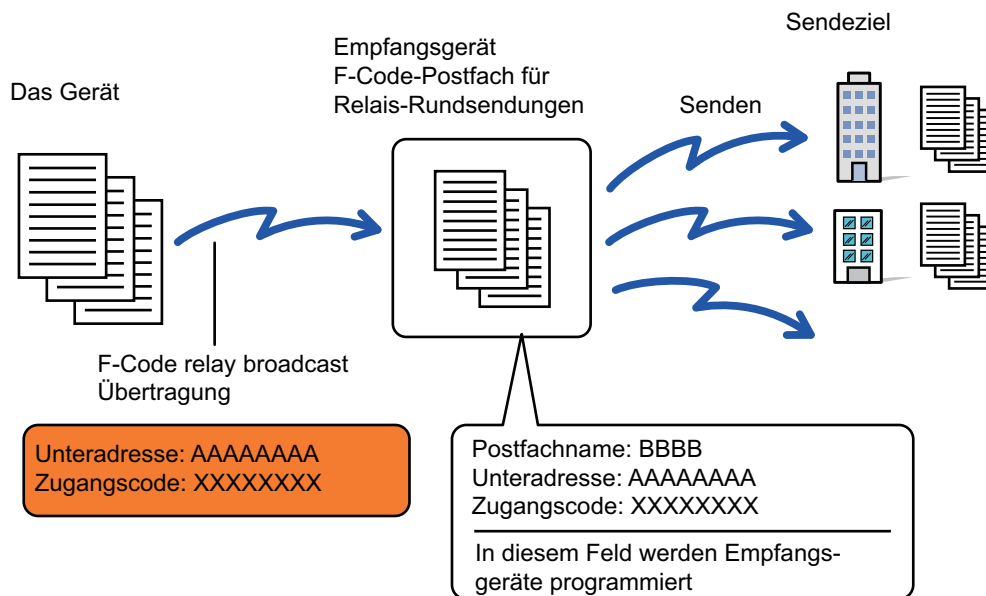 Das Gerät
Empfangsgerät
F-Code-Postfach für
Relais-Rundsendungen
Senden
Sendeziel
F-Code relay broadcast
Übertragung
Unteradresse: AAAAAAAA
Zugangscode: XXXXXXXX
Postfachname: BBBB
Unteradresse: AAAAAAAA
Zugangscode: XXXXXXXX
In diesem Feld werden Empfangs-
geräte programmiert